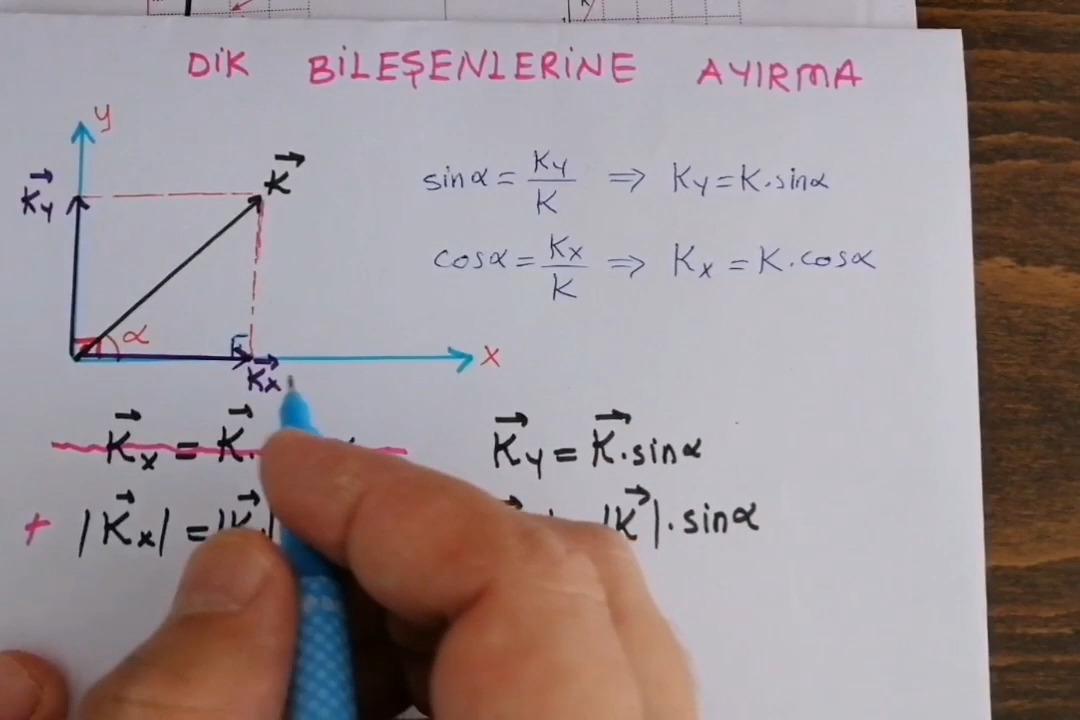 DİK BİLEŞENLERİNE AYIRMA
y
K⃗
K⃗y
sinα = Ky/K ⇒ Ky = K.sinα
cosα = Kx/K ⇒ Kx = K.cosα
α
x
K⃗x
K⃗x = K⃗.
K⃗y = K⃗.sinα
+ |K⃗x| = |K⃗|
|K⃗|.sinα